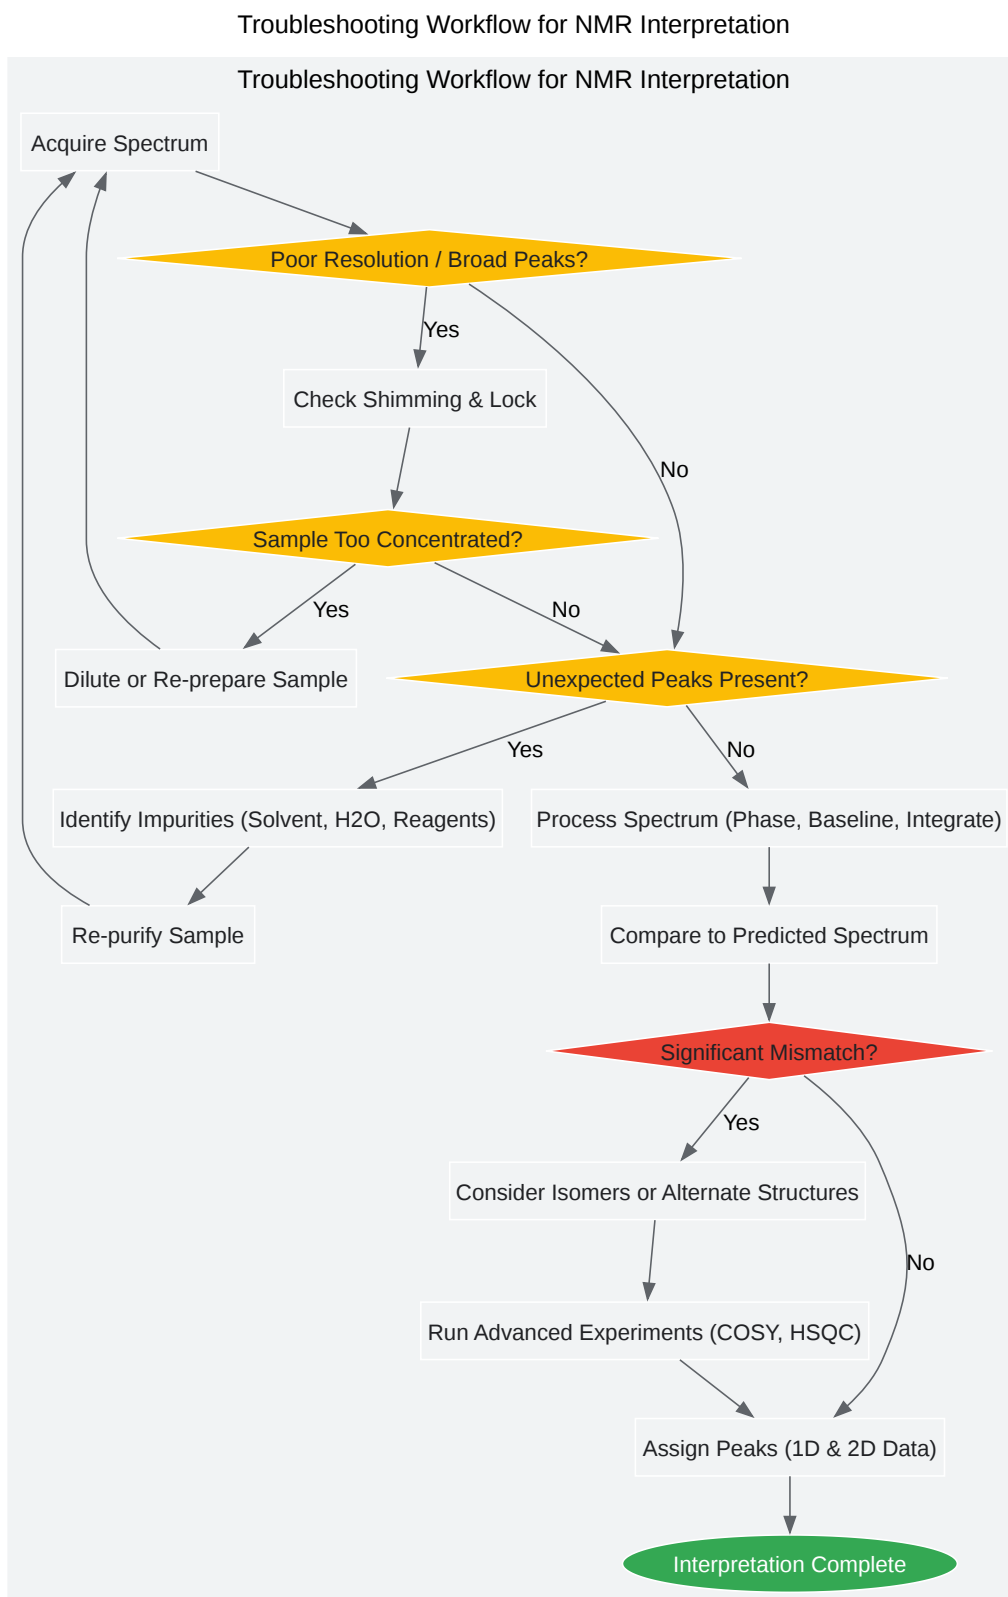 Troubleshooting Workflow for NMR Interpretation
Troubleshooting Workflow for NMR Interpretation
Acquire Spectrum
Poor Resolution / Broad Peaks?
Yes
Check Shimming & Lock
No
Sample Too Concentrated?
Yes
No
Dilute or Re-prepare Sample
Unexpected Peaks Present?
Yes
No
Identify Impurities (Solvent, H2O, Reagents)
Process Spectrum (Phase, Baseline, Integrate)
Re-purify Sample
Compare to Predicted Spectrum
Significant Mismatch?
Yes
Consider Isomers or Alternate Structures
No
Run Advanced Experiments (COSY, HSQC)
Assign Peaks (1D & 2D Data)
Interpretation Complete